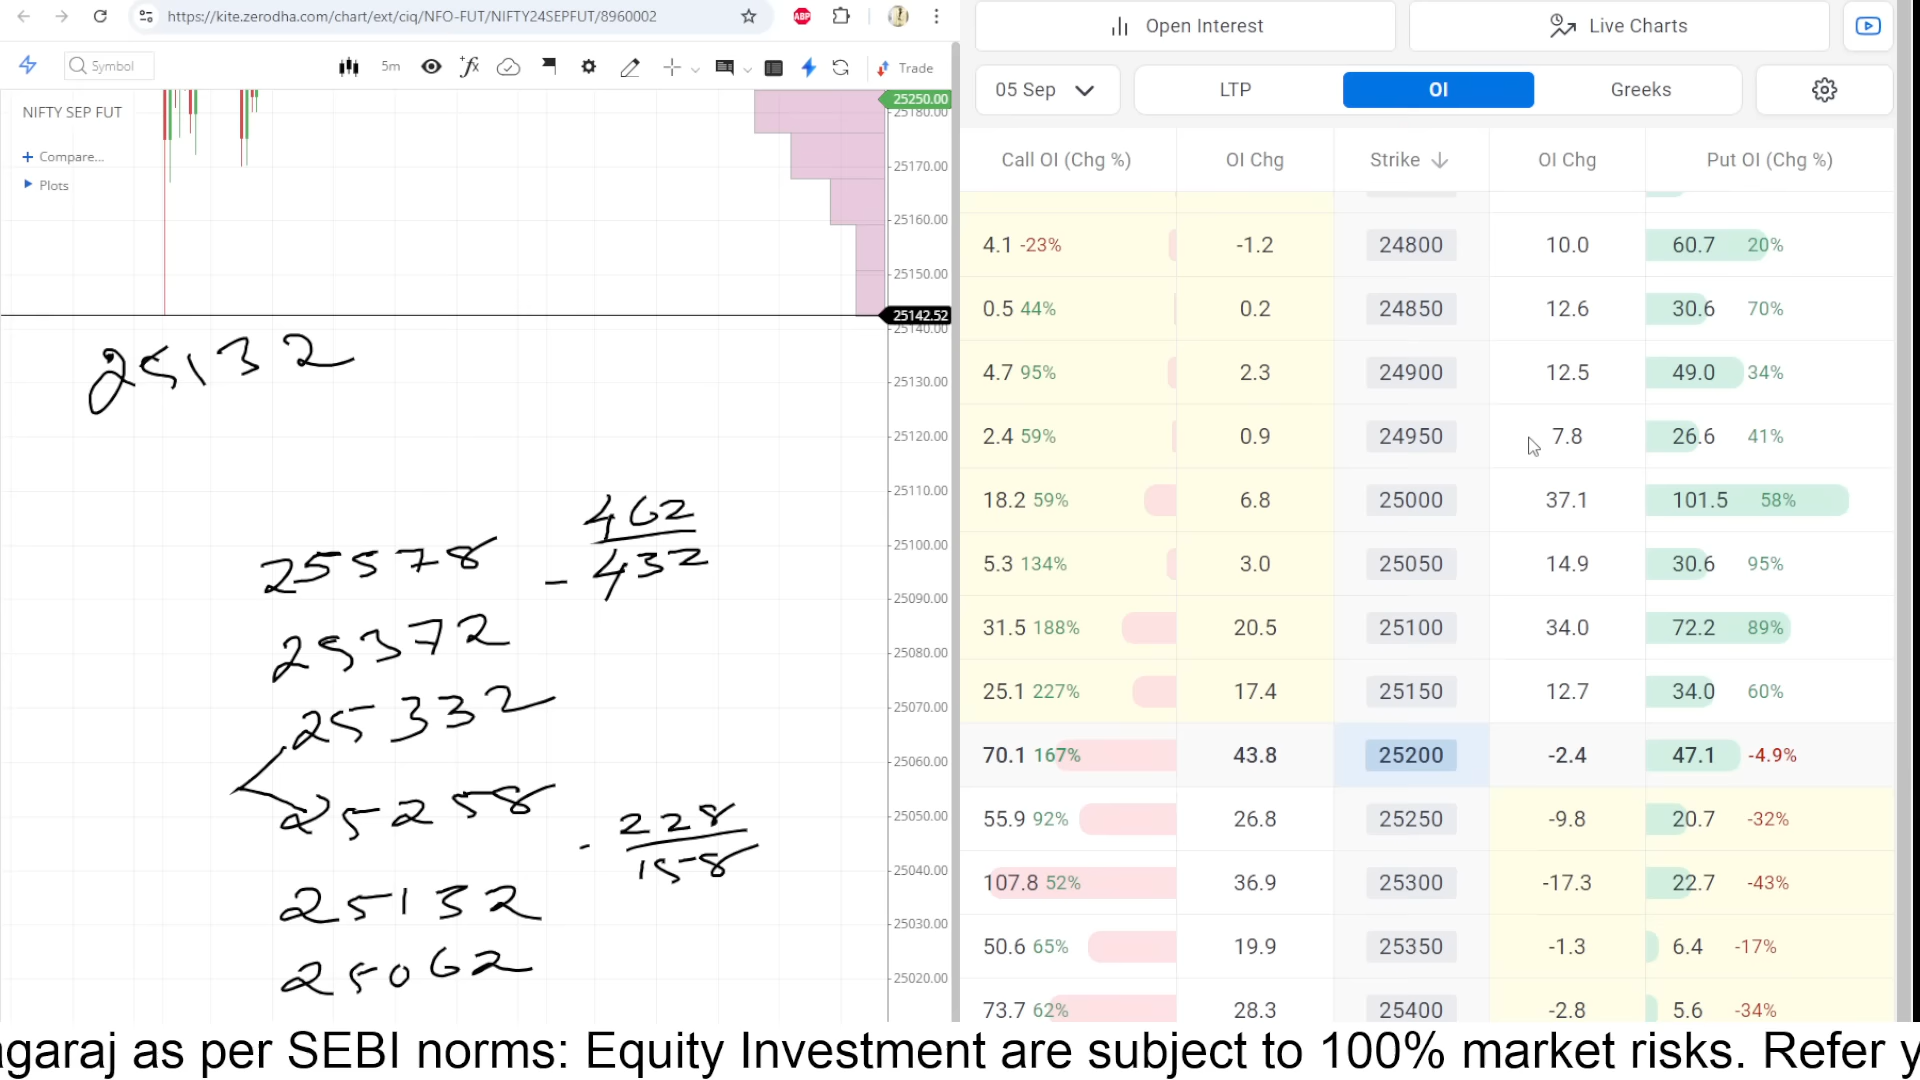 https://kite.zerodha.com/chart/ext/ciq/NFO-FUT/NIFTY24SEPFUT/8960002
ABP
Symbol
5m
Trade
NIFTY SEP FUT
Compare...
Plots
25250.00
25180.00
25170.00
25160.00
25150.00
25142.52
25140.00
25130.00
25120.00
25110.00
25100.00
25090.00
25080.00
25070.00
25060.00
25050.00
25040.00
25030.00
25020.00
25132
25578 - 462
432
25372
25332
25258 - 228
158
25132
25062
Open Interest Live Charts
05 Sep LTP OI Greeks
Call OI (Chg %) OI Chg Strike OI Chg Put OI (Chg %)
4.1 -23% -1.2 24800 10.0 60.7 20%
0.5 44% 0.2 24850 12.6 30.6 70%
4.7 95% 2.3 24900 12.5 49.0 34%
2.4 59% 0.9 24950 7.8 26.6 41%
18.2 59% 6.8 25000 37.1 101.5 58%
5.3 134% 3.0 25050 14.9 30.6 95%
31.5 188% 20.5 25100 34.0 72.2 89%
25.1 227% 17.4 25150 12.7 34.0 60%
70.1 167% 43.8 25200 -2.4 47.1 -4.9%
55.9 92% 26.8 25250 -9.8 20.7 -32%
107.8 52% 36.9 25300 -17.3 22.7 -43%
50.6 65% 19.9 25350 -1.3 6.4 -17%
73.7 62% 28.3 25400 -2.8 5.6 -34%
agaraj as per SEBI norms: Equity Investment are subject to 100% market risks. Refer y